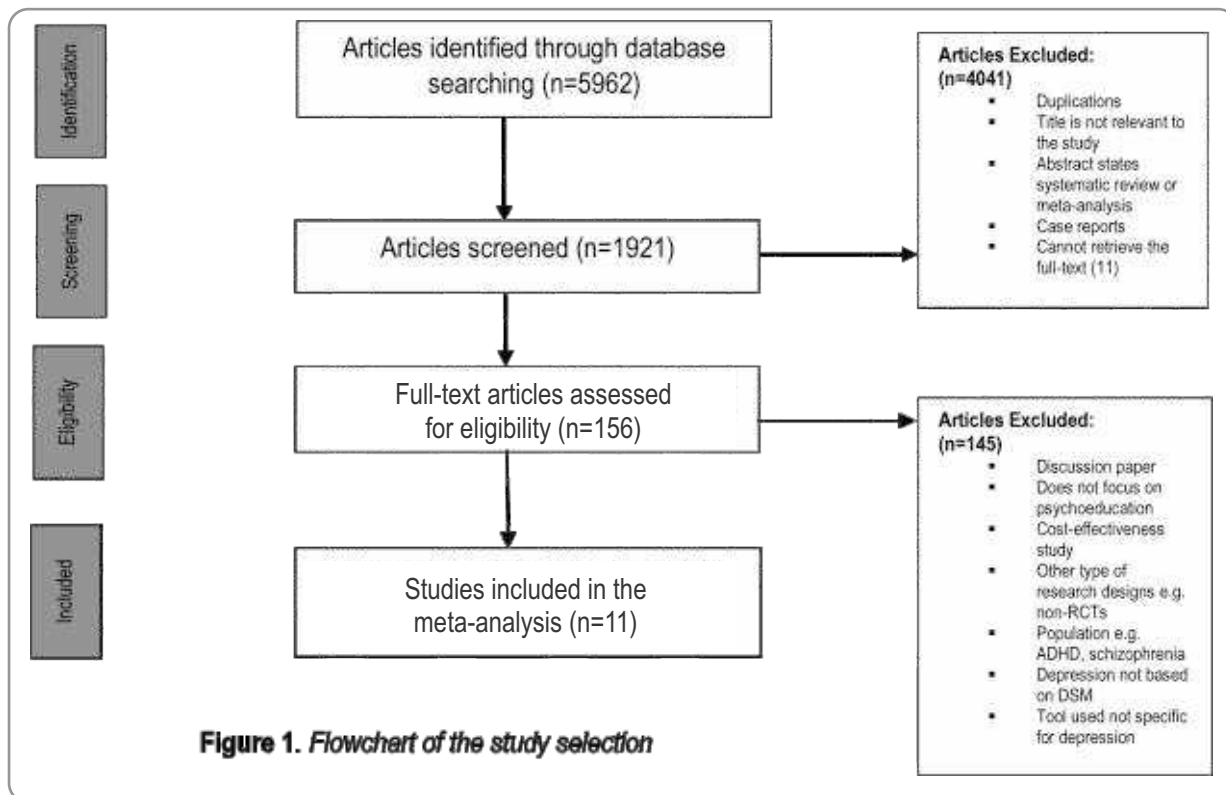 Identification
Articles identified through database
searching (n=5962)
Articles Excluded:
(n=4041)
▪ Duplications
▪ Title is not relevant to
the study
▪ Abstract states
systematic review or
meta-analysis
▪ Case reports
▪ Cannot retrieve the
full-text (11)
Screening
Articles screened (n=1921)
Eligibility
Full-text articles assessed
for eligibility (n=156)
Articles Excluded:
(n=145)
▪ Discussion paper
▪ Does not focus on
psychoeducation
▪ Cost-effectiveness
study
▪ Other type of
research designs e.g.
non-RCTs
▪ Population e.g.
ADHD, schizophrenia
▪ Depression not based
on DSM
▪ Tool used not specific
for depression
Included
Studies included in the
meta-analysis (n=11)
Figure 1. Flowchart of the study selection